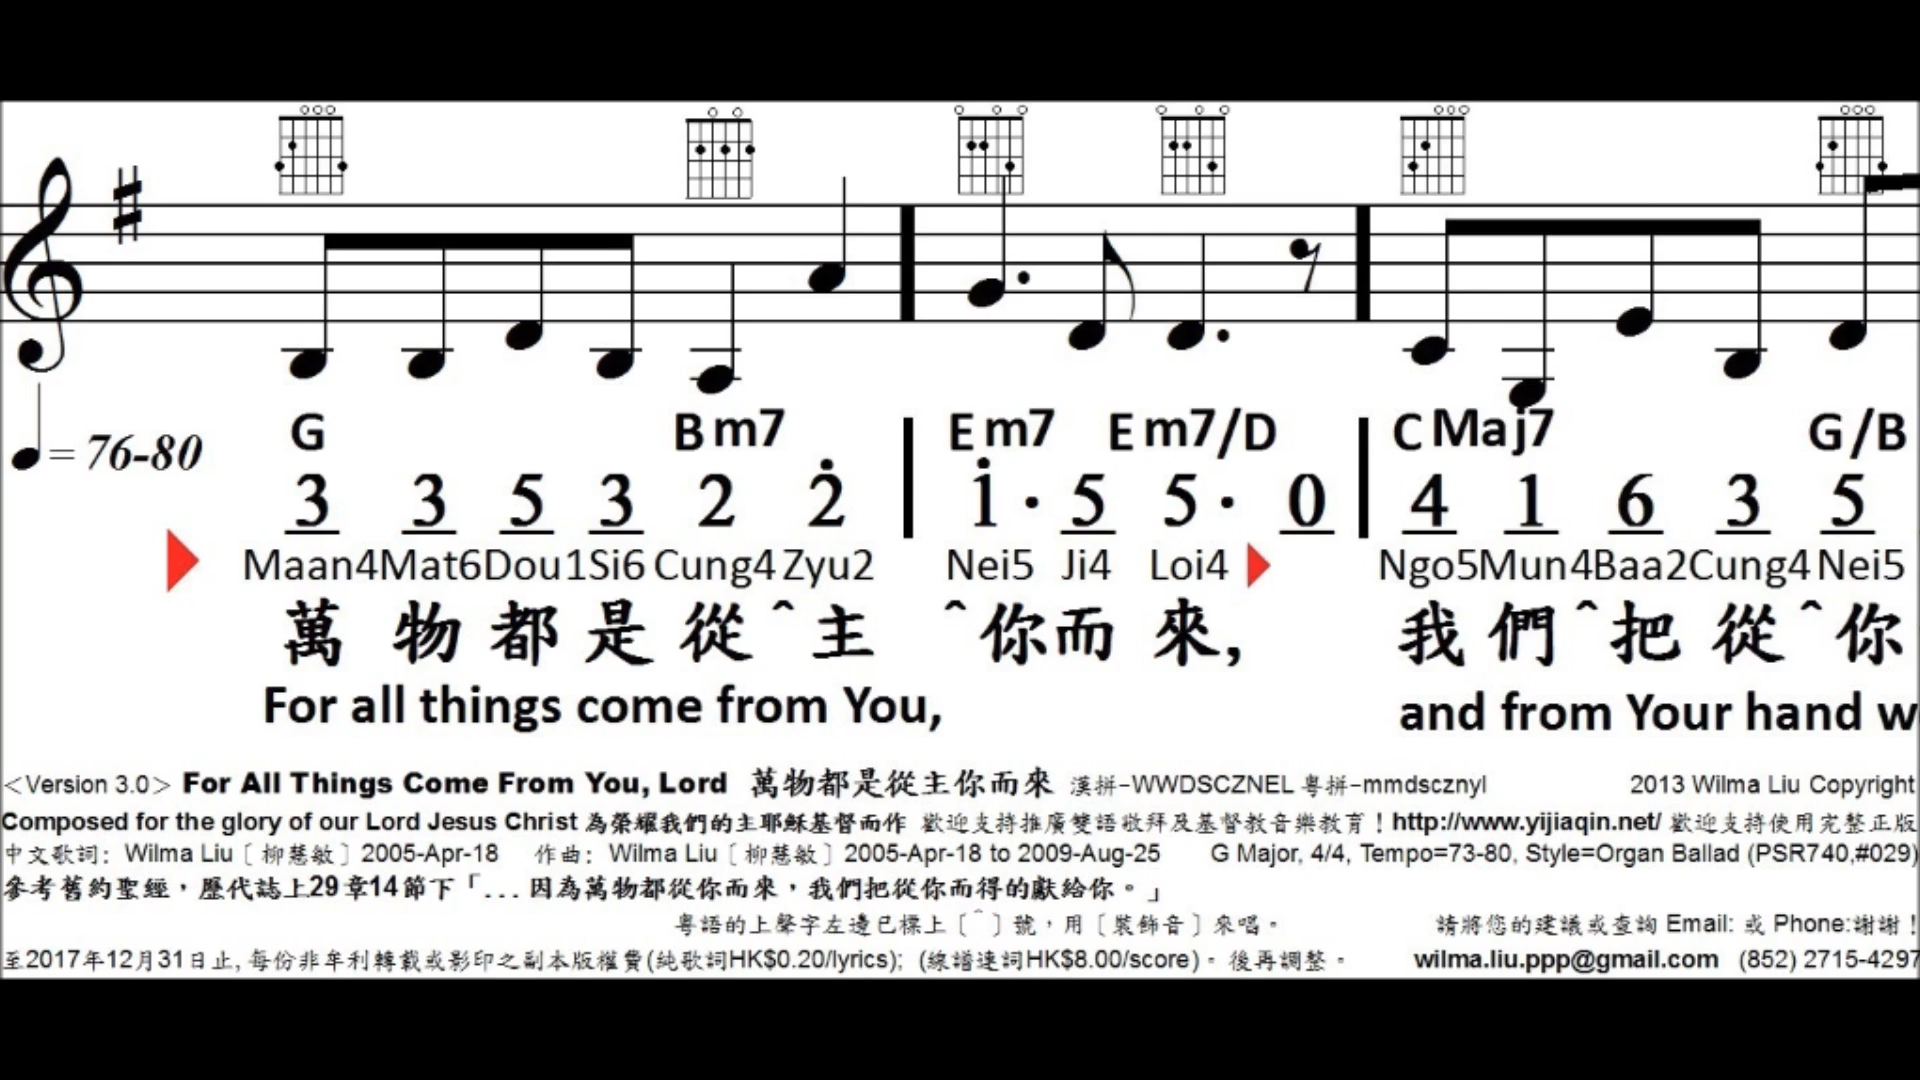 G Bm7 Em7 Em7/D CMaj7 G/B
♩= 76-80
3 3 5 3 2 2̇ | 1̇ · 5 5 · 0 | 4 1 6 3 5
Maan4 Mat6 Dou1 Si6 Cung4 Zyu2 Nei5 Ji4 Loi4 Ngo5 Mun4 Baa2 Cung4 Nei5
萬 物 都 是 從 ˆ主 ˆ你 而 來, 我 們 ˆ把 從 ˆ你
For all things come from You, and from Your hand w
<Version 3.0> For All Things Come From You, Lord 萬物都是從主你而來 漢拼-WWDSCZNEL 粵拼-mmdscznyl 2013 Wilma Liu Copyright
Composed for the glory of our Lord Jesus Christ 為榮耀我們的主耶穌基督而作 歡迎支持推廣雙語敬拜及基督教音樂教育!http://www.yijiaqin.net/ 歡迎支持使用完整正版
中文歌詞: Wilma Liu〔柳慧敏〕2005-Apr-18 作曲: Wilma Liu〔柳慧敏〕2005-Apr-18 to 2009-Aug-25 G Major, 4/4, Tempo=73-80, Style=Organ Ballad (PSR740,#029)
參考舊約聖經,歷代誌上29章14節下「... 因為萬物都從你而來,我們把從你而得的獻給你。」
粵語的上聲字左邊已標上〔ˆ〕號,用〔裝飾音〕來唱。 請將您的建議或查詢 Email: 或 Phone:謝謝!
至2017年12月31日止, 每份非牟利轉載或影印之副本版權費(純歌詞HK$0.20/lyrics); (線譜連詞HK$8.00/score)。後再調整。 wilma.liu.ppp@gmail.com (852) 2715-4297